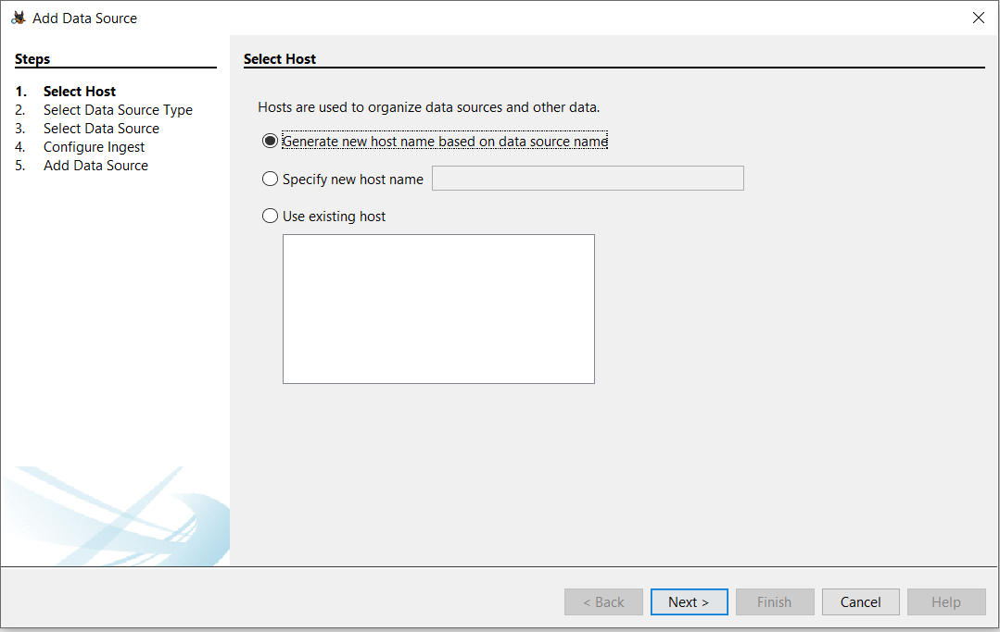 Add Data Source
Steps
1. Select Host
2. Select Data Source Type
3. Select Data Source
4. Configure Ingest
5. Add Data Source
Select Host
Hosts are used to organize data sources and other data.
Generate new host name based on data source name
Specify new host name
Use existing host
< Back Next > Finish Cancel Help